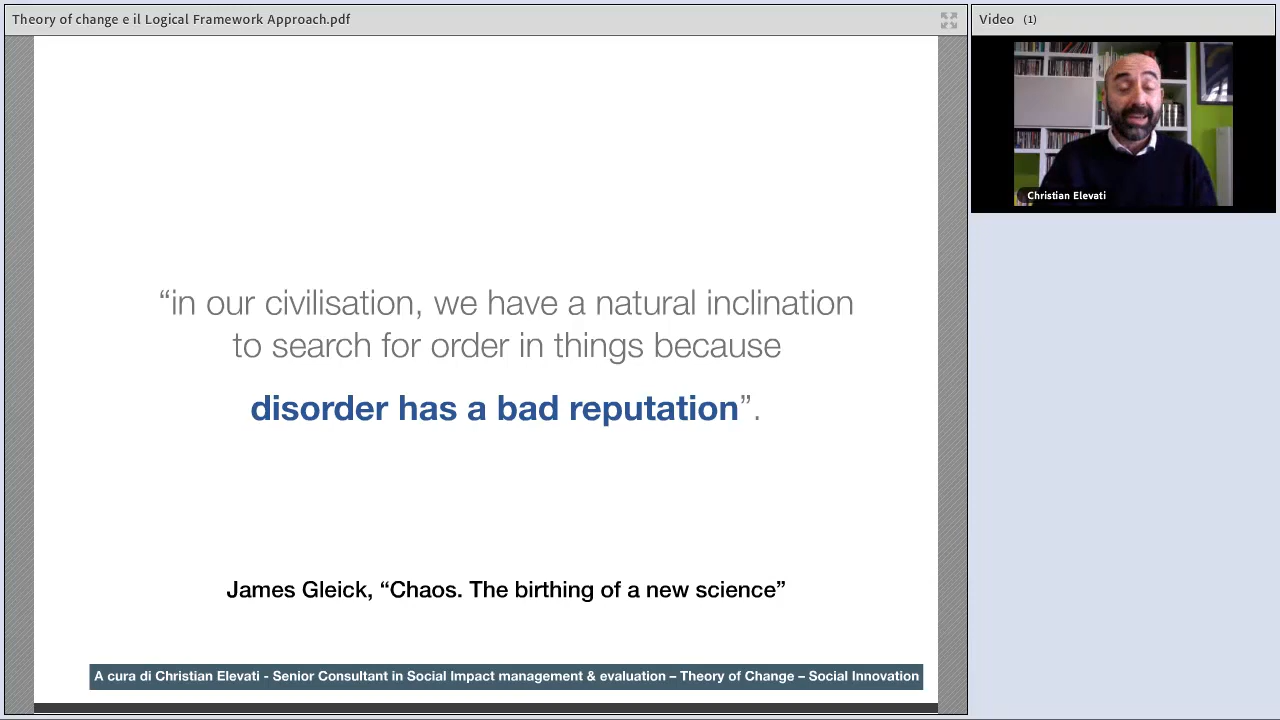 Theory of change e il Logical Framework Approach.pdf
Video (1)
Christian Elevati
“in our civilisation, we have a natural inclination
to search for order in things because
disorder has a bad reputation”.
James Gleick, “Chaos. The birthing of a new science”
A cura di Christian Elevati - Senior Consultant in Social Impact management & evaluation – Theory of Change – Social Innovation